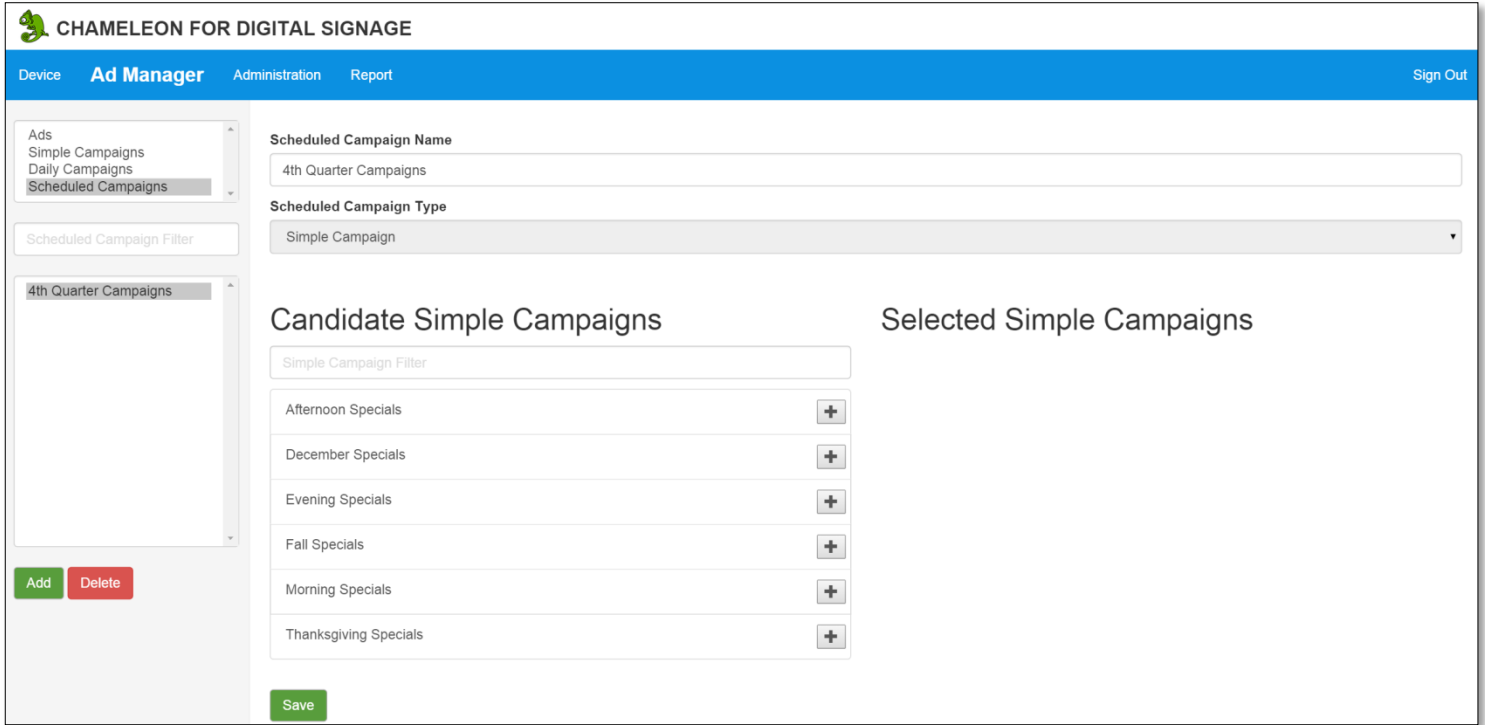 CHAMELEON FOR DIGITAL SIGNAGE
Device Ad Manager Administration Report Sign Out
Ads
Simple Campaigns
Daily Campaigns
Scheduled Campaigns
Scheduled Campaign Filter
4th Quarter Campaigns
Add Delete
Scheduled Campaign Name
4th Quarter Campaigns
Scheduled Campaign Type
Simple Campaign
Candidate Simple Campaigns
Simple Campaign Filter
Afternoon Specials
December Specials
Evening Specials
Fall Specials
Morning Specials
Thanksgiving Specials
Save
Selected Simple Campaigns